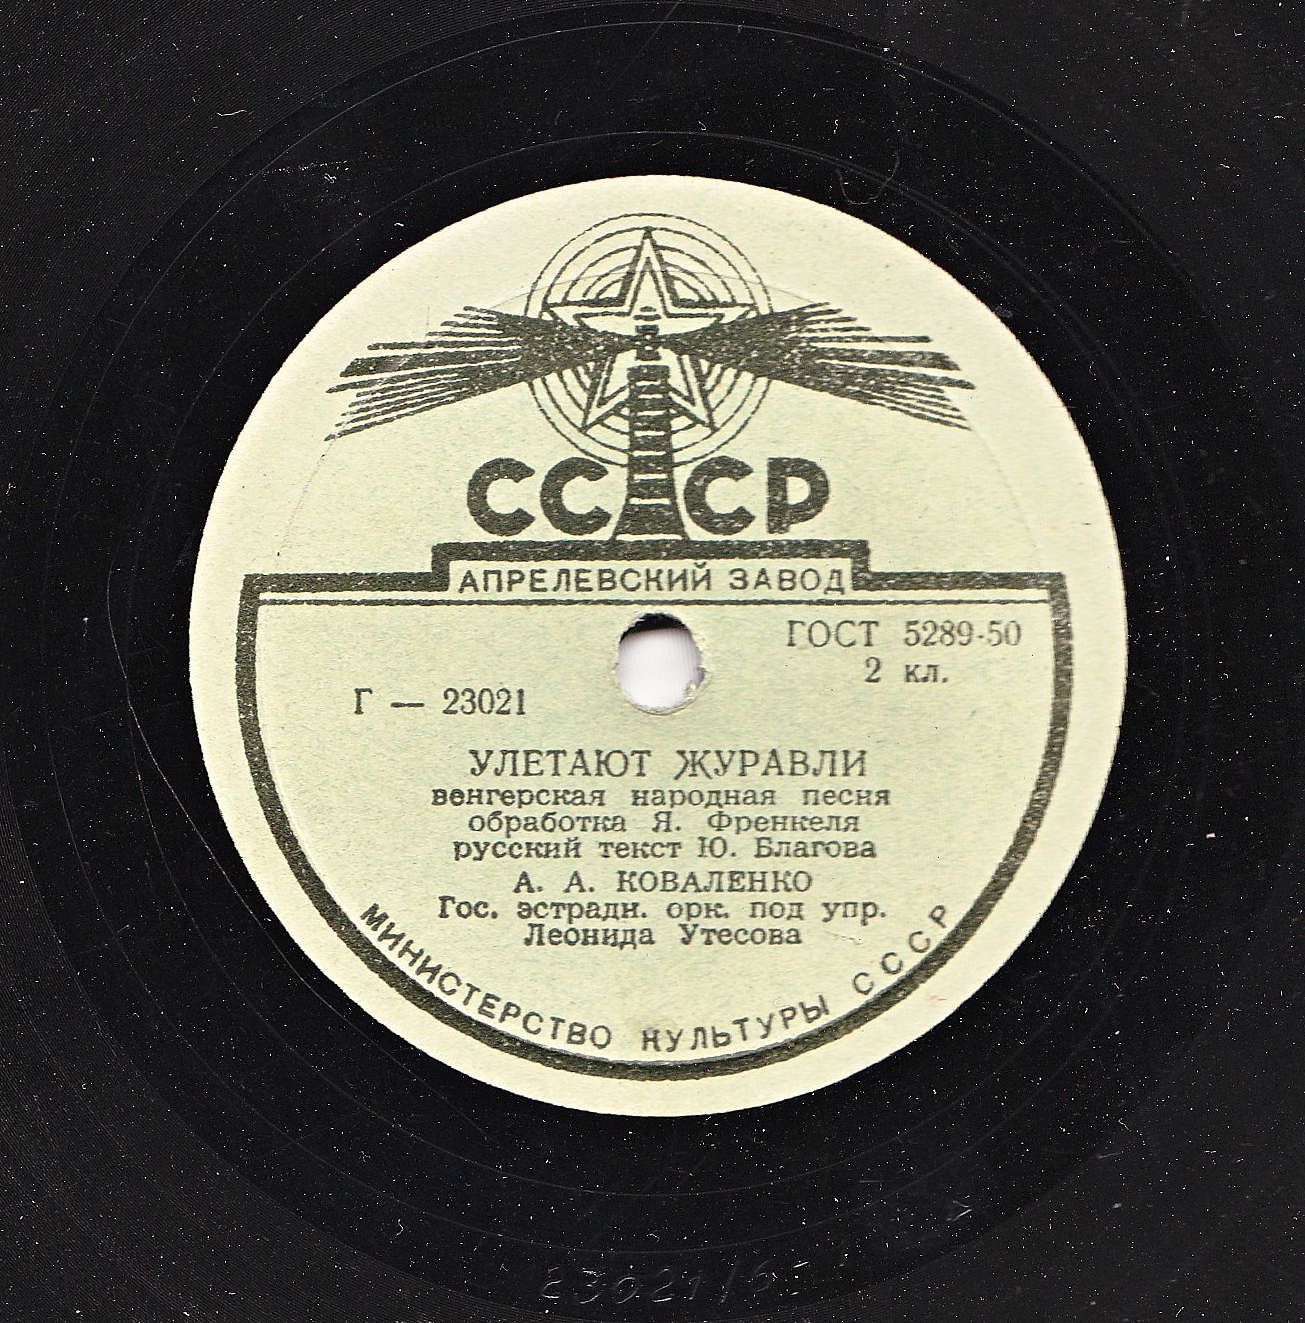 СССР
АПРЕЛЕВСКИЙ ЗАВОД
ГОСТ 5289-50
2 кл.
Г — 23021
УЛЕТАЮТ ЖУРАВЛИ
венгерская народная песня
обработка Я. Френкеля
русский текст Ю. Благова
А. А. КОВАЛЕНКО
Гос. эстрадн. орк. под упр.
Леонида Утесова
МИНИСТЕРСТВО КУЛЬТУРЫ СССР